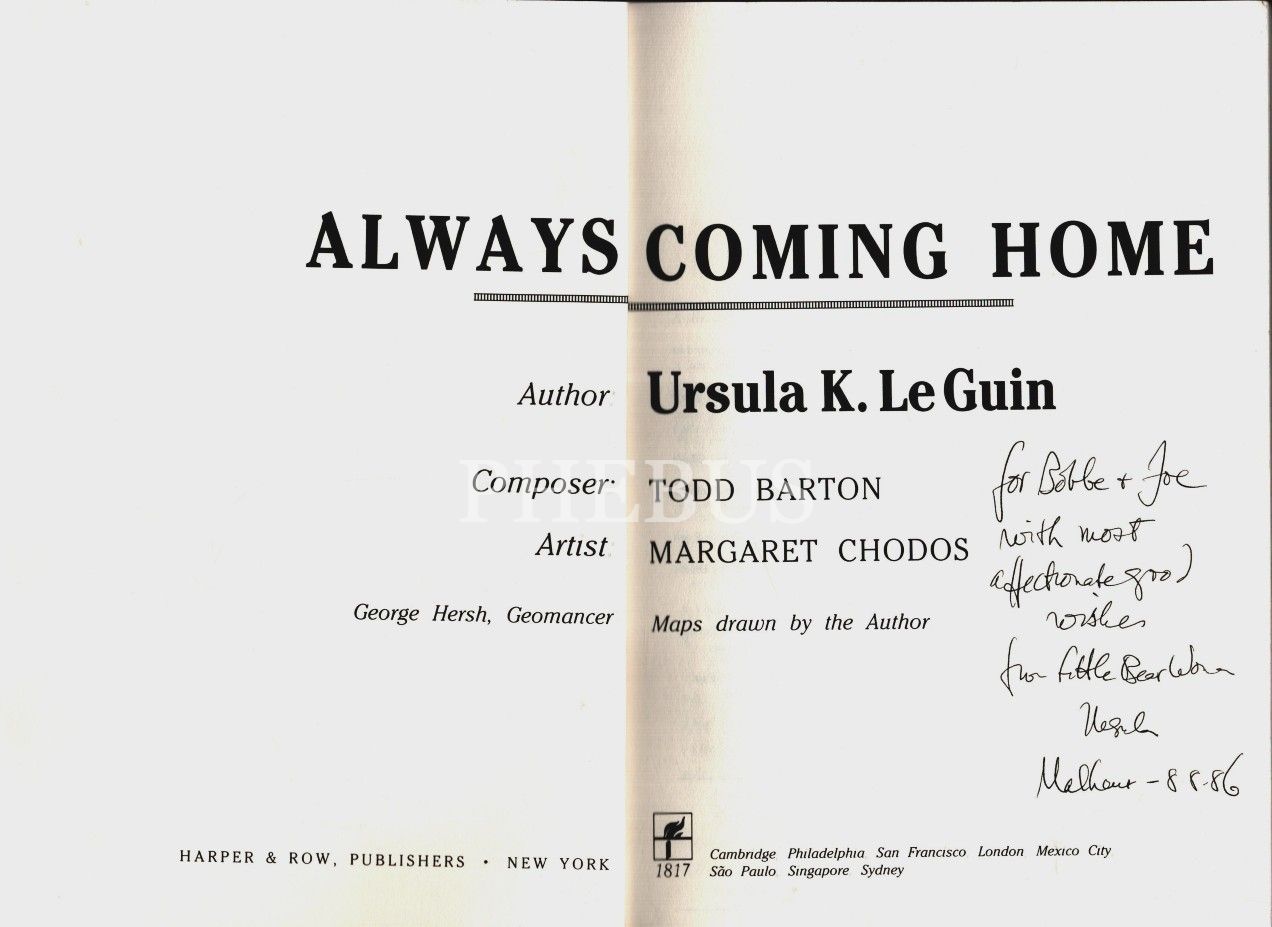 ALWAYS COMING HOME
Author Ursula K. Le Guin
Composer: TODD BARTON
PHEBUS
Artist MARGARET CHODOS
George Hersh, Geomancer Maps drawn by the Author
for Bobbe + Joe
with most
affectionate good
wishes
from Little Bear Woman
Ursula
Malheur - 8 8.86
HARPER & ROW, PUBLISHERS • NEW YORK
1817
Cambridge Philadelphia San Francisco London Mexico City
São Paulo Singapore Sydney